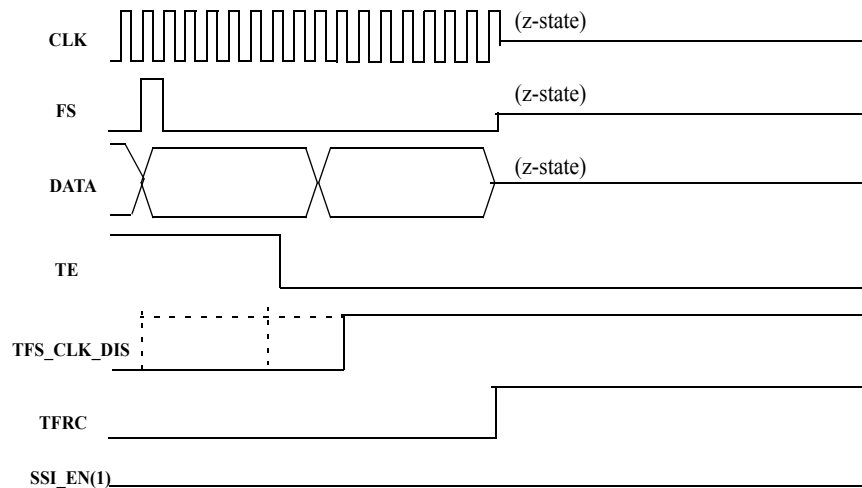 CLK
(z-state)
FS
(z-state)
DATA
(z-state)
TE
TFS_CLK_DIS
TFRC
SSI_EN(1)